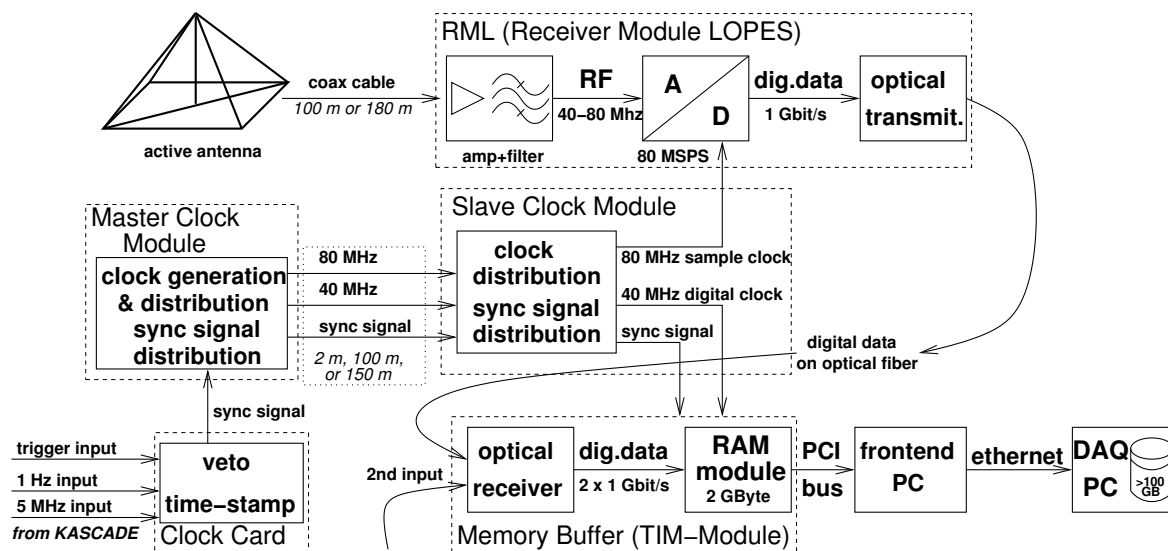 RML (Receiver Module LOPES)
coax cable
100 m or 180 m
active antenna
amp+filter
RF
40−80 Mhz
A
D
80 MSPS
dig.data
1 Gbit/s
optical
transmit.
Master Clock
Module
clock generation
& distribution
sync signal
distribution
80 MHz
40 MHz
sync signal
2 m, 100 m,
or 150 m
Slave Clock Module
clock
distribution
sync signal
distribution
80 MHz sample clock
40 MHz digital clock
sync signal
digital data
on optical fiber
sync signal
trigger input
1 Hz input
5 MHz input
from KASCADE
veto
time−stamp
Clock Card
2nd input
optical
receiver
dig.data
2 x 1 Gbit/s
RAM
module
2 GByte
Memory Buffer (TIM−Module)
PCI
bus
frontend
PC
ethernet
DAQ
PC
>100
GB